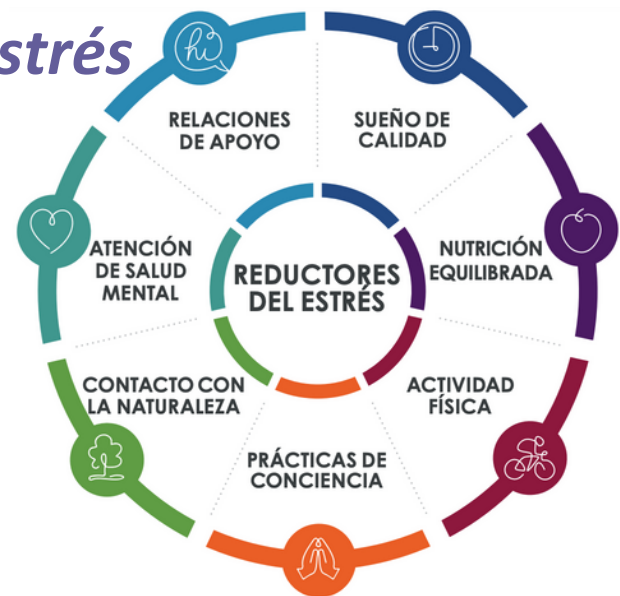 strés
hi
RELACIONES
DE APOYO
SUEÑO DE
CALIDAD
NUTRICIÓN
EQUILIBRADA
ACTIVIDAD
FÍSICA
PRÁCTICAS DE
CONCIENCIA
CONTACTO CON
LA NATURALEZA
ATENCIÓN
DE SALUD
MENTAL
REDUCTORES
DEL ESTRÉS